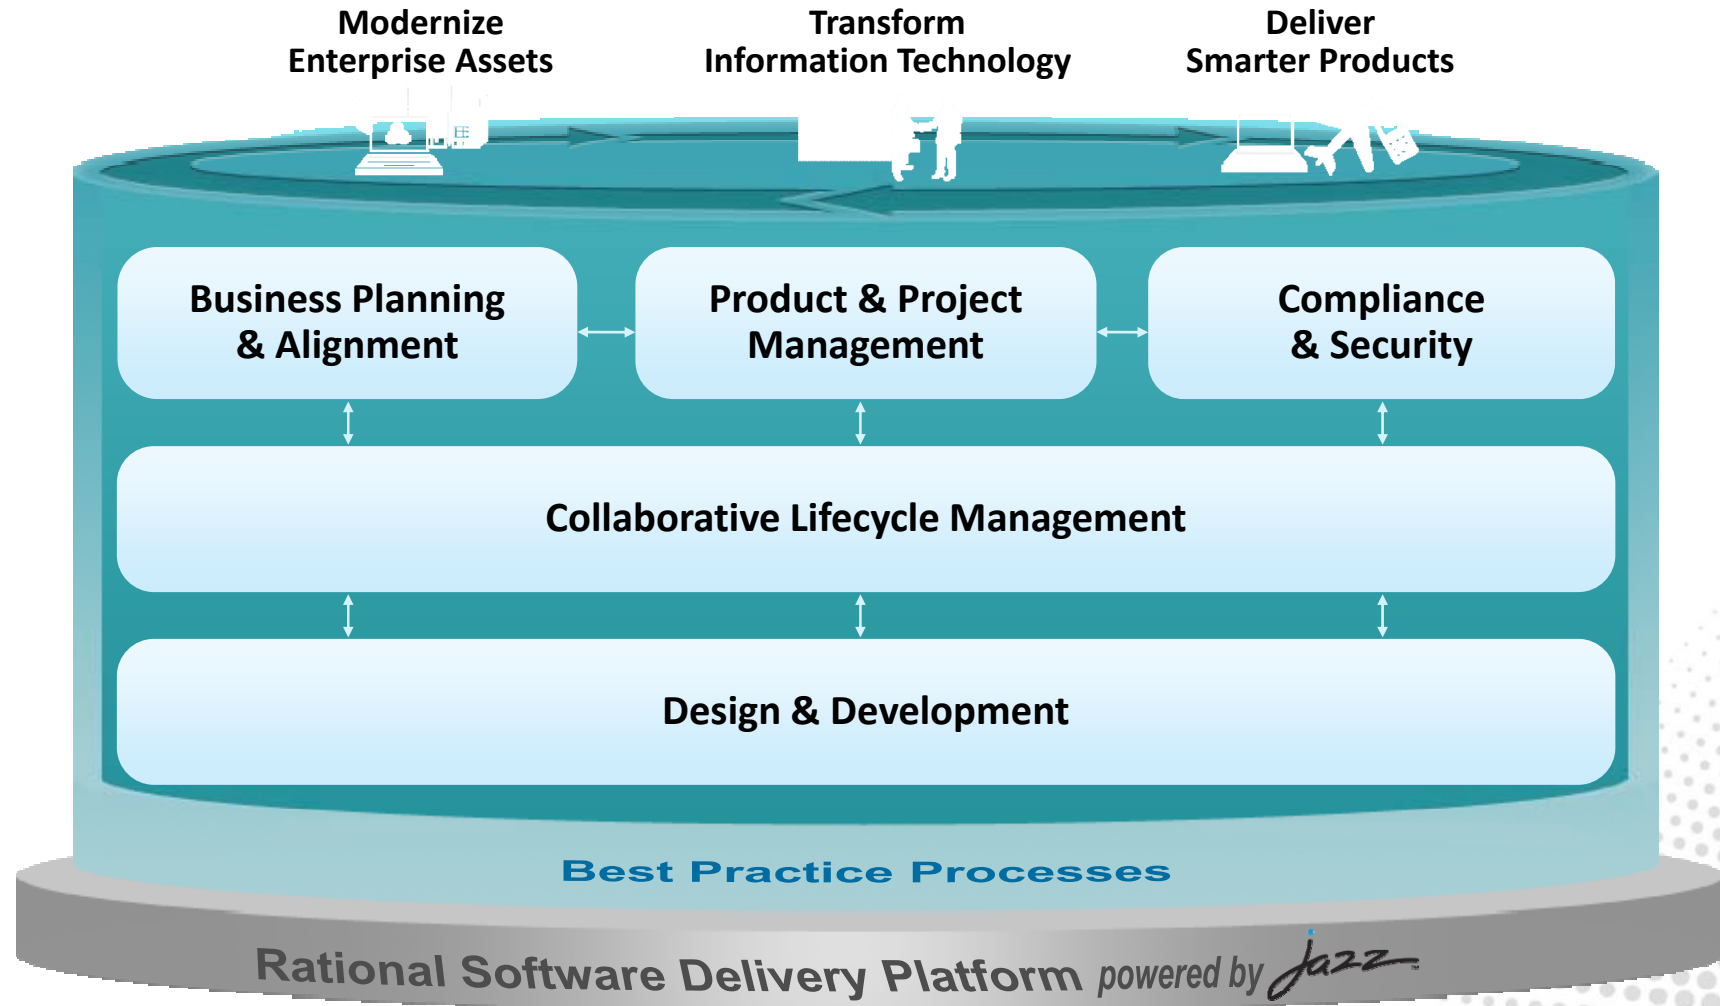 Modernize
Enterprise Assets
Transform
Information Technology
Deliver
Smarter Products
Business Planning
& Alignment
Product & Project
Management
Compliance
& Security
Collaborative Lifecycle Management
Design & Development
Best Practice Processes
Rational Software Delivery Platform powered by jazz™